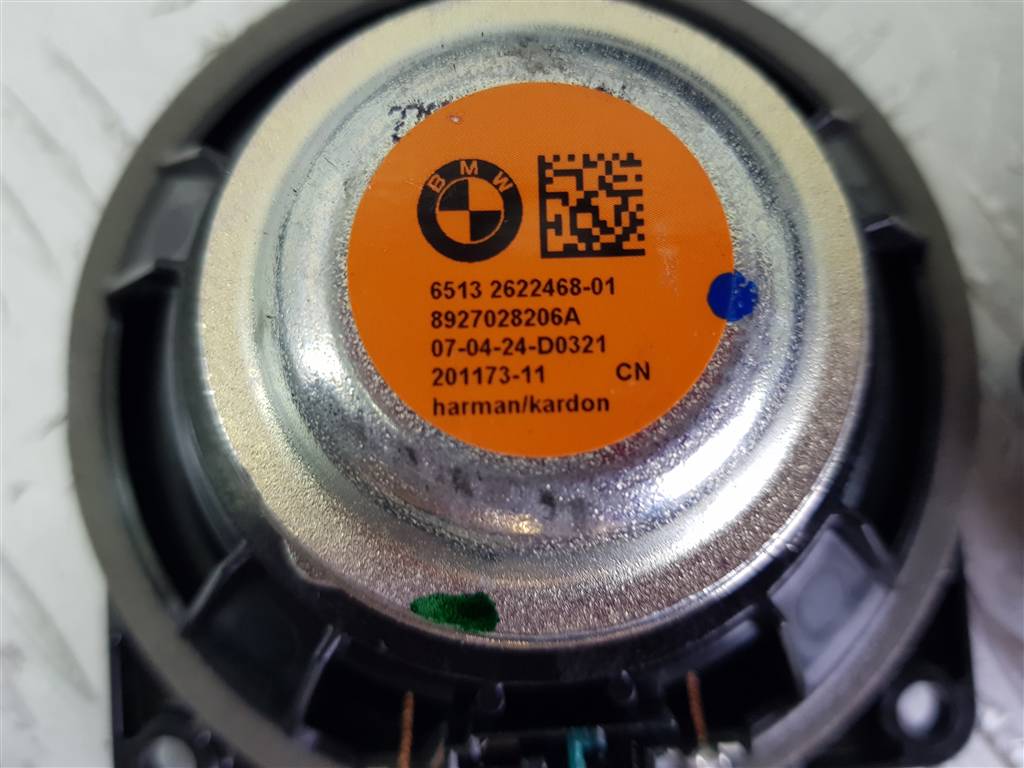 BMW
6513 2622468-01
8927028206A
07-04-24-D0321
201173-11 CN
harman/kardon